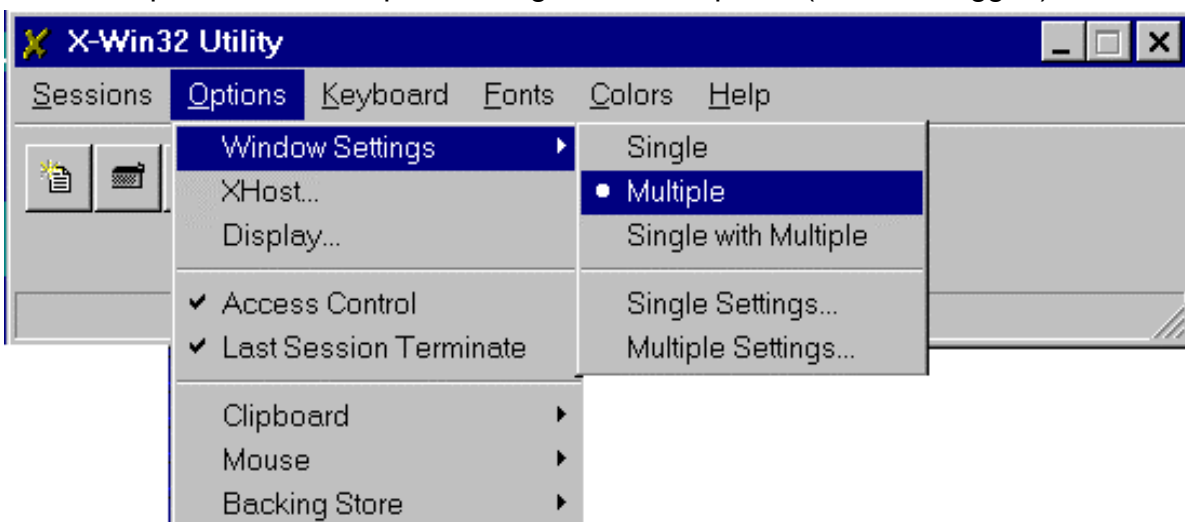 X-Win32 Utility
Sessions Options Keyboard Fonts Colors Help
Window Settings
XHost...
Display...
Access Control
Last Session Terminate
Clipboard
Mouse
Backing Store
Single
Multiple
Single with Multiple
Single Settings...
Multiple Settings...